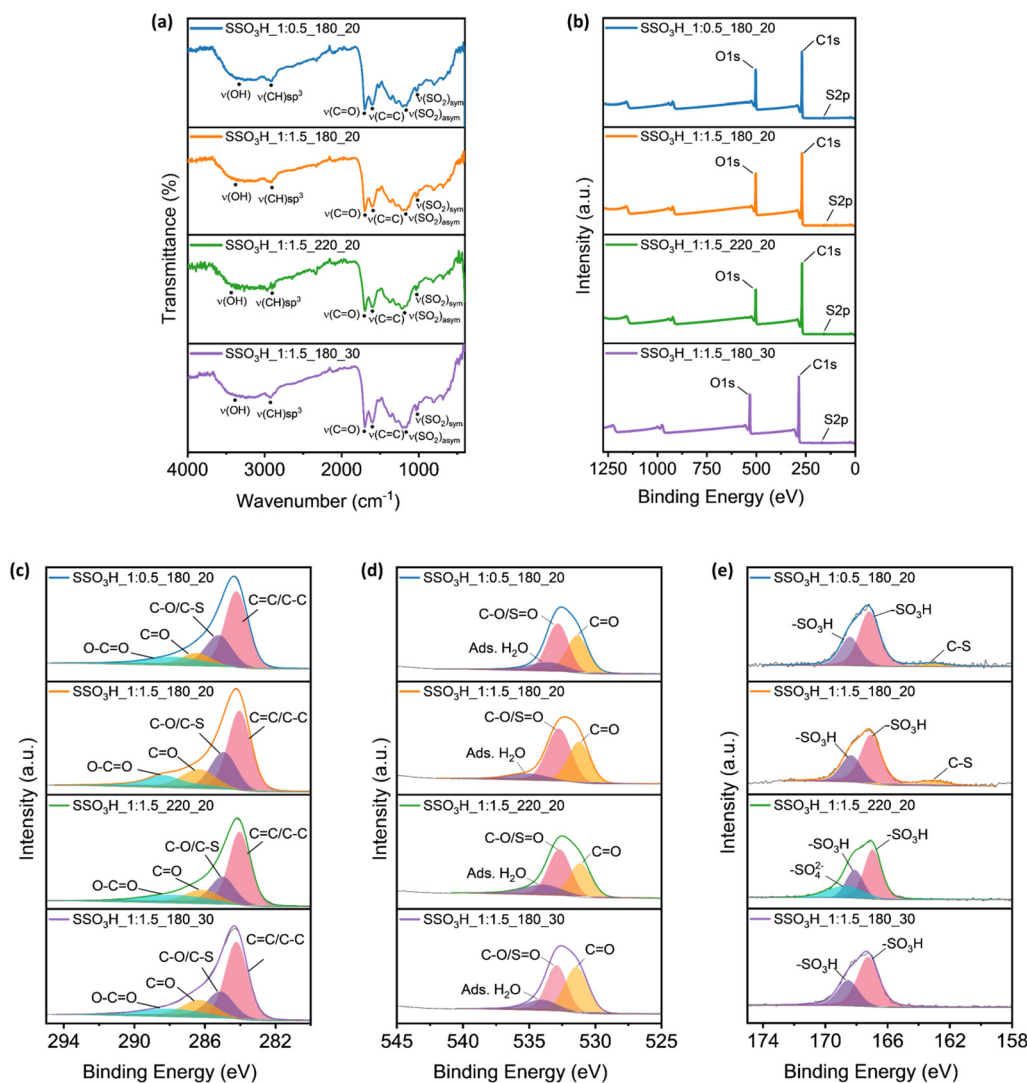 (a)
SSO₃H_1:0.5_180_20
ν(OH)
ν(CH)sp³
ν(C=O)
ν(C=C)
ν(SO₂)sym
ν(SO₂)asym
SSO₃H_1:1.5_180_20
ν(OH)
ν(CH)sp³
ν(C=O)
ν(C=C)
ν(SO₂)sym
ν(SO₂)asym
SSO₃H_1:1.5_220_20
ν(OH)
ν(CH)sp³
ν(C=O)
ν(C=C)
ν(SO₂)sym
ν(SO₂)asym
SSO₃H_1:1.5_180_30
ν(OH)
ν(CH)sp³
ν(C=O)
ν(C=C)
ν(SO₂)sym
ν(SO₂)asym
Transmittance (%)
4000 3000 2000 1000
Wavenumber (cm⁻¹)
(b)
SSO₃H_1:0.5_180_20
O1s
C1s
S2p
SSO₃H_1:1.5_180_20
O1s
C1s
S2p
SSO₃H_1:1.5_220_20
O1s
C1s
S2p
SSO₃H_1:1.5_180_30
O1s
C1s
S2p
Intensity (a.u.)
1250 1000 750 500 250 0
Binding Energy (eV)
(c)
SSO₃H_1:0.5_180_20
C-O/C-S
C=C/C-C
C=O
O-C=O
SSO₃H_1:1.5_180_20
C-O/C-S
C=C/C-C
C=O
O-C=O
SSO₃H_1:1.5_220_20
C-O/C-S
C=C/C-C
C=O
O-C=O
SSO₃H_1:1.5_180_30
C-O/C-S
C=C/C-C
C=O
O-C=O
Intensity (a.u.)
294 290 286 282
Binding Energy (eV)
(d)
SSO₃H_1:0.5_180_20
C-O/S=O
C=O
Ads. H₂O
SSO₃H_1:1.5_180_20
C-O/S=O
C=O
Ads. H₂O
SSO₃H_1:1.5_220_20
C-O/S=O
C=O
Ads. H₂O
SSO₃H_1:1.5_180_30
C-O/S=O
C=O
Ads. H₂O
Intensity (a.u.)
545 540 535 530 525
Binding Energy (eV)
(e)
SSO₃H_1:0.5_180_20
-SO₃H
-SO₃H
C-S
SSO₃H_1:1.5_180_20
-SO₃H
-SO₃H
C-S
SSO₃H_1:1.5_220_20
-SO₃H
-SO₃H
-SO₄²⁻
SSO₃H_1:1.5_180_30
-SO₃H
-SO₃H
Intensity (a.u.)
174 170 166 162 158
Binding Energy (eV)